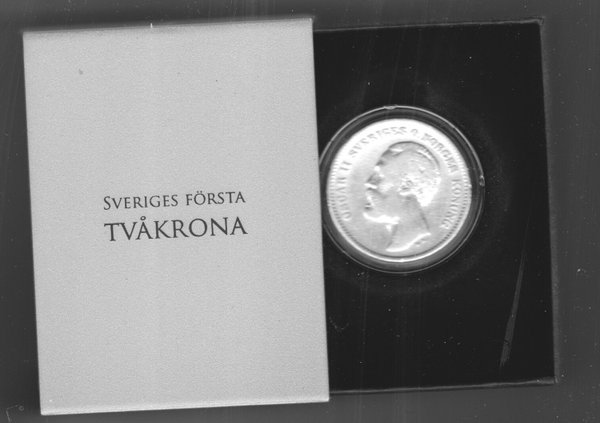 SVERIGES FÖRSTA
TVÅKRONA
OSCAR II SVERIGES O. NORGES KONUNG